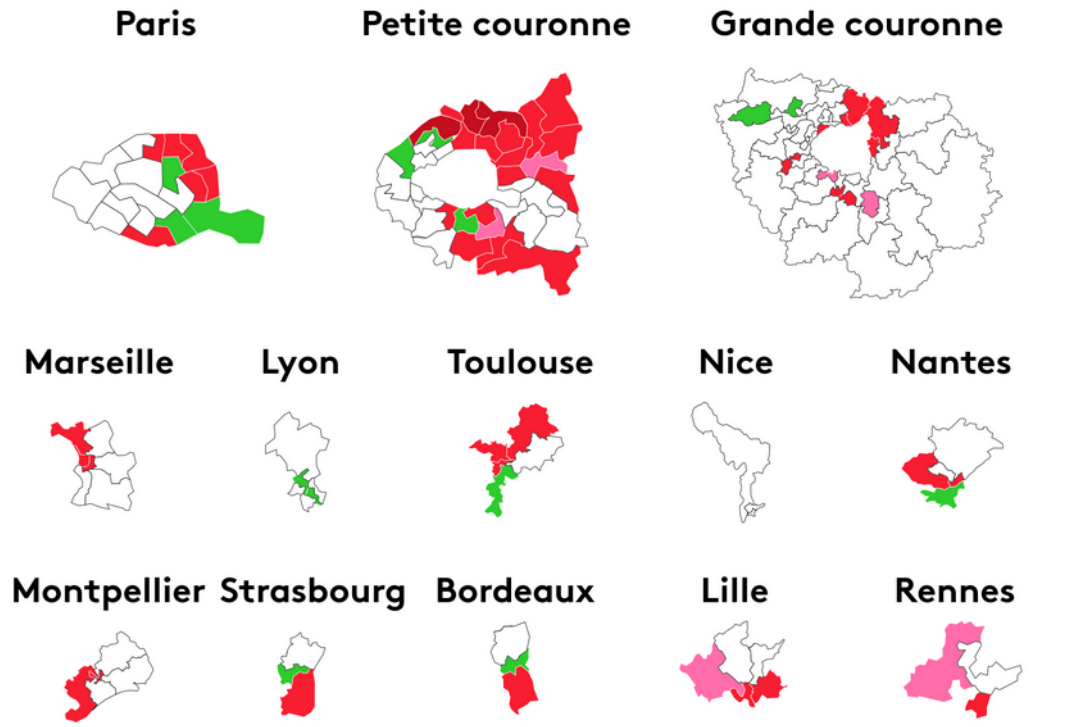 Paris Petite couronne Grande couronne
Marseille Lyon Toulouse Nice Nantes
Montpellier Strasbourg Bordeaux Lille Rennes